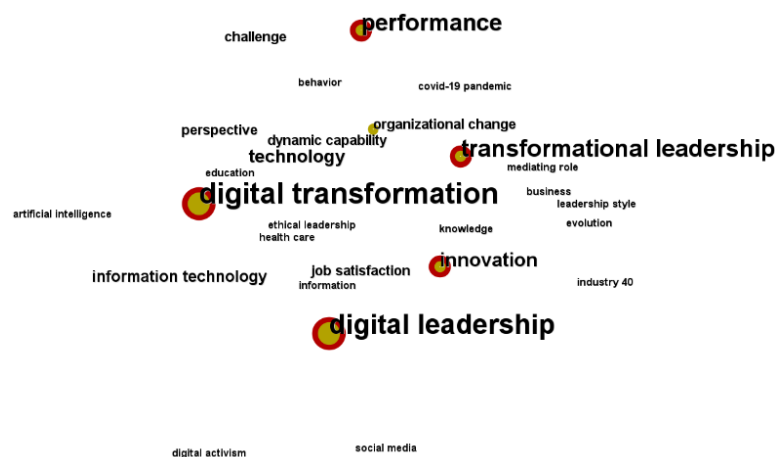 performance
challenge
behavior
covid-19 pandemic
organizational change
perspective
dynamic capability
transformational leadership
technology
mediating role
education
digital transformation
business
leadership style
artificial intelligence
ethical leadership
evolution
knowledge
health care
innovation
job satisfaction
information technology
information
industry 40
digital leadership
social media
digital activism